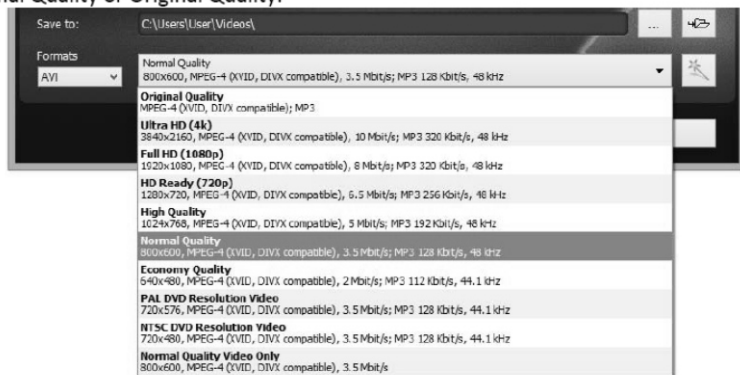 nal Quality or Original Quality.
Save to:
C:\Users\User\Videos\
...
Formats
AVI
Normal Quality
800x600, MPEG-4 (XVID, DIVX compatible), 3.5 Mbit/s; MP3 128 Kbit/s, 48 kHz
Original Quality
MPEG-4 (XVID, DIVX compatible); MP3
Ultra HD (4k)
3840x2160, MPEG-4 (XVID, DIVX compatible), 10 Mbit/s; MP3 320 Kbit/s, 48 kHz
Full HD (1080p)
1920x1080, MPEG-4 (XVID, DIVX compatible), 8 Mbit/s; MP3 320 Kbit/s, 48 kHz
HD Ready (720p)
1280x720, MPEG-4 (XVID, DIVX compatible), 6.5 Mbit/s; MP3 256 Kbit/s, 48 kHz
High Quality
1024x768, MPEG-4 (XVID, DIVX compatible), 5 Mbit/s; MP3 192 Kbit/s, 48 kHz
Normal Quality
800x600, MPEG-4 (XVID, DIVX compatible), 3.5 Mbit/s; MP3 128 Kbit/s, 48 kHz
Economy Quality
640x480, MPEG-4 (XVID, DIVX compatible), 2 Mbit/s; MP3 112 Kbit/s, 44.1 kHz
PAL DVD Resolution Video
720x576, MPEG-4 (XVID, DIVX compatible), 3.5 Mbit/s; MP3 128 Kbit/s, 44.1 kHz
NTSC DVD Resolution Video
720x480, MPEG-4 (XVID, DIVX compatible), 3.5 Mbit/s; MP3 128 Kbit/s, 44.1 kHz
Normal Quality Video Only
800x600, MPEG-4 (XVID, DIVX compatible), 3.5 Mbit/s